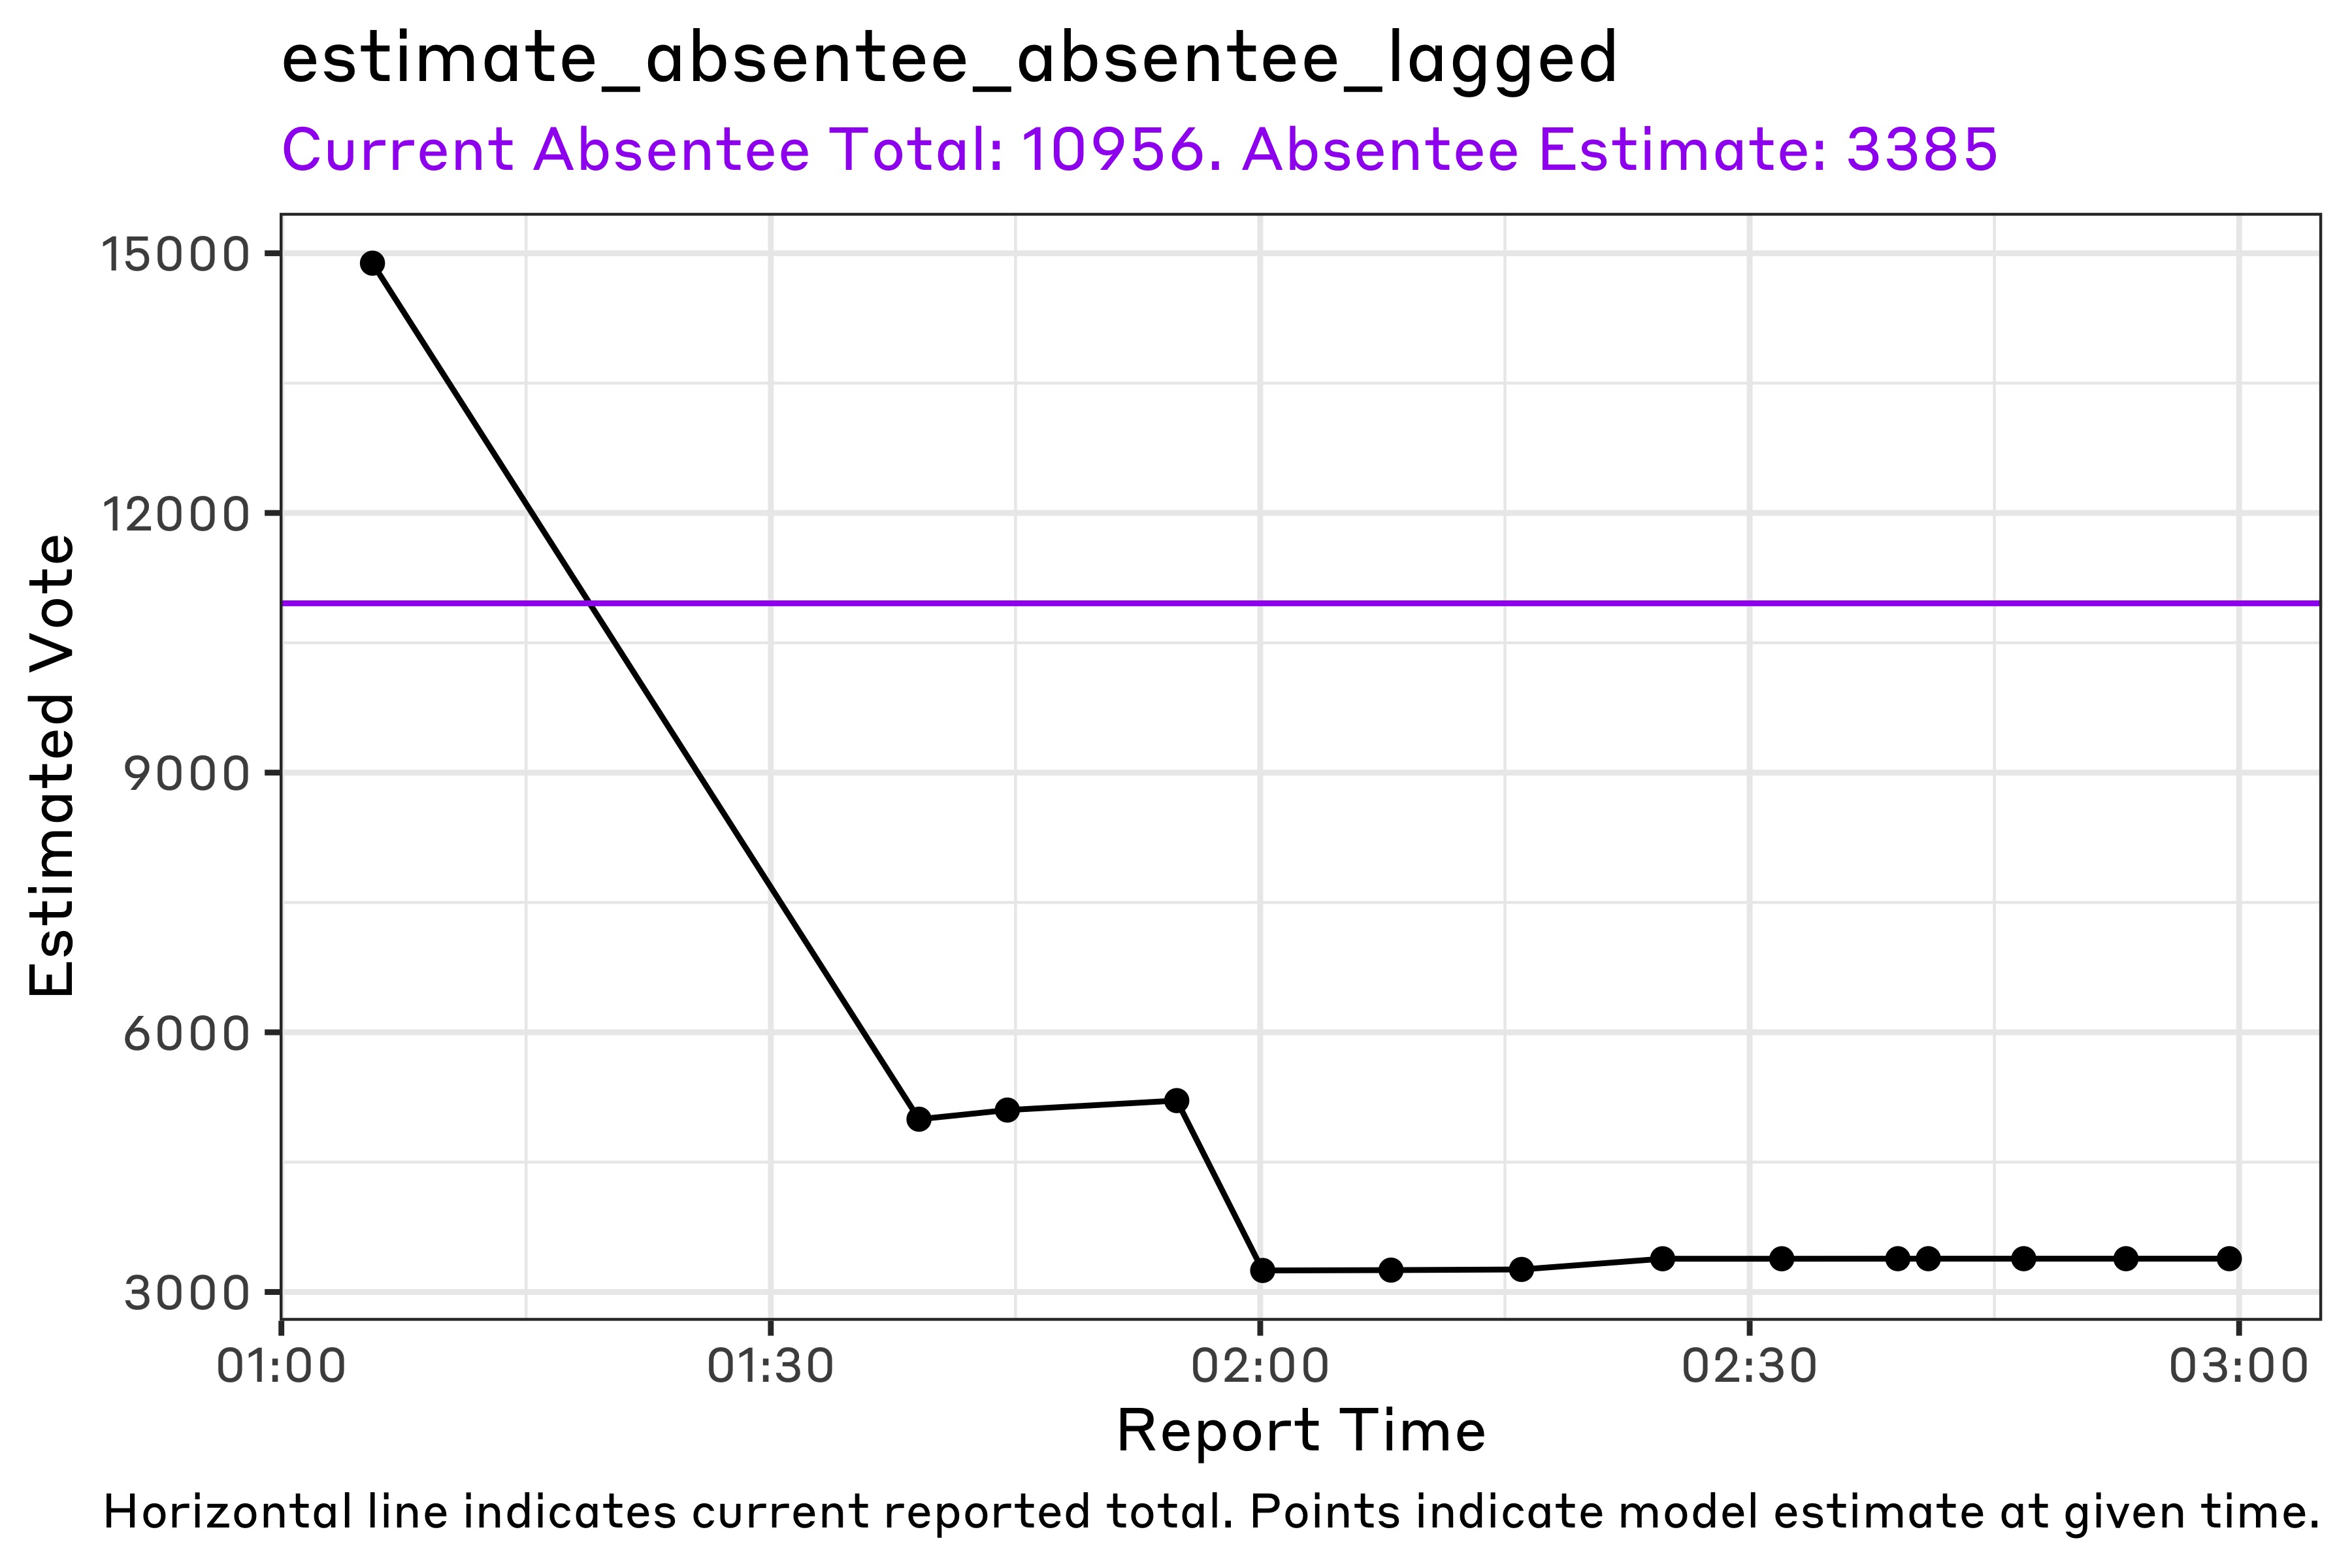 estimate_absentee_absentee_lagged
Current Absentee Total: 10956. Absentee Estimate: 3385
15000
12000
9000
6000
3000
Estimated Vote
01:00 01:30 02:00 02:30 03:00
Report Time
Horizontal line indicates current reported total. Points indicate model estimate at given time.